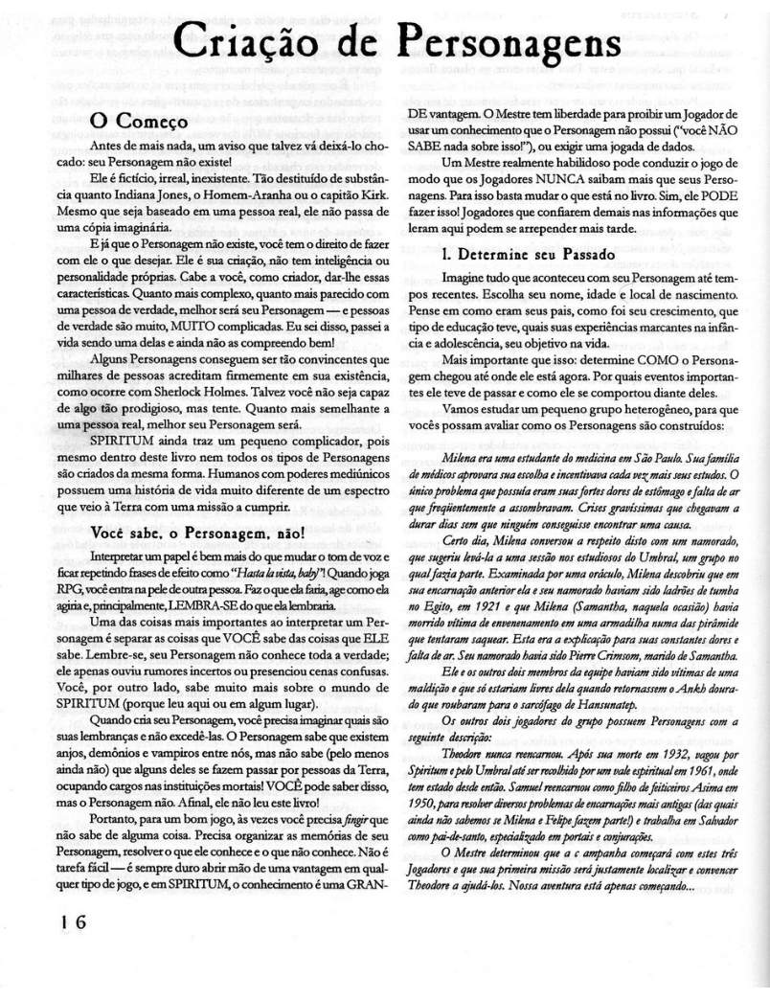 Criação de Personagens
O Começo
Antes de mais nada, um aviso que talvez vá deixá-lo cho-
cado: seu Personagem não existe!
Ele é fictício, irreal, inexistente. Tão destituído de substân-
cia quanto Indiana Jones, o Homem-Aranha ou o capitão Kirk.
Mesmo que seja baseado em uma pessoa real, ele não passa de
uma cópia imaginária.
E já que o Personagem não existe, você tem o direito de fazer
com ele o que desejar. Ele é sua criação, não tem inteligência ou
personalidade próprias. Cabe a você, como criador, dar-lhe essas
características. Quanto mais complexo, quanto mais parecido com
uma pessoa de verdade, melhor será seu Personagem — e pessoas
de verdade são muito, MUITO complicadas. Eu sei disso, passei a
vida sendo uma delas e ainda não as compreendo bem!
Alguns Personagens conseguem ser tão convincentes que
milhares de pessoas acreditam firmemente em sua existência,
como ocorre com Sherlock Holmes. Talvez você não seja capaz
de algo tão prodigioso, mas tente. Quanto mais semelhante a
uma pessoa real, melhor seu Personagem será.
SPIRITUM ainda traz um pequeno complicador, pois
mesmo dentro deste livro nem todos os tipos de Personagens
são criados da mesma forma. Humanos com poderes mediúnicos
possuem uma história de vida muito diferente de um espectro
que veio à Terra com uma missão a cumprir.
Você sabe, o Personagem, não!
Interpretar um papel é bem mais do que mudar o tom de voz e
ficar repetindo frases de efeito como "Hasta la vista, baby"! Quando joga
RPG, você entra na pele de outra pessoa. Faz o que ela faria, age como ela
agiria e, principalmente, LEMBRA-SE do que ela lembraria.
Uma das coisas mais importantes ao interpretar um Per-
sonagem é separar as coisas que VOCÊ sabe das coisas que ELE
sabe. Lembre-se, seu Personagem não conhece toda a verdade;
ele apenas ouviu rumores incertos ou presenciou cenas confusas.
Você, por outro lado, sabe muito mais sobre o mundo de
SPIRITUM (porque leu aqui ou em algum lugar).
Quando cria seu Personagem, você precisa imaginar quais são
suas lembranças e não excedê-las. O Personagem sabe que existem
anjos, demônios e vampiros entre nós, mas não sabe (pelo menos
ainda não) que alguns deles se fazem passar por pessoas da Terra,
ocupando cargos nas instituições mortais! VOCÊ pode saber disso,
mas o Personagem não. Afinal, ele não leu este livro!
Portanto, para um bom jogo, às vezes você precisa fingir que
não sabe de alguma coisa. Precisa organizar as memórias de seu
Personagem, resolver o que ele conhece e o que não conhece. Não é
tarefa fácil — é sempre duro abrir mão de uma vantagem em qual-
quer tipo de jogo, e em SPIRITUM, o conhecimento é uma GRAN-
DE vantagem. O Mestre tem liberdade para proibir um Jogador de
usar um conhecimento que o Personagem não possui ("você NÃO
SABE nada sobre isso!"), ou exigir uma jogada de dados.
Um Mestre realmente habilidoso pode conduzir o jogo de
modo que os Jogadores NUNCA saibam mais que seus Perso-
nagens. Para isso basta mudar o que está no livro. Sim, ele PODE
fazer isso! Jogadores que confiarem demais nas informações que
leram aqui podem se arrepender mais tarde.
1. Determine seu Passado
Imagine tudo que aconteceu com seu Personagem até tem-
pos recentes. Escolha seu nome, idade e local de nascimento.
Pense em como eram seus pais, como foi seu crescimento, que
tipo de educação teve, quais suas experiências marcantes na infân-
cia e adolescência, seu objetivo na vida.
Mais importante que isso: determine COMO o Persona-
gem chegou até onde ele está agora. Por quais eventos importan-
tes ele teve de passar e como ele se comportou diante deles.
Vamos estudar um pequeno grupo heterogêneo, para que
vocês possam avaliar como os Personagens são construídos:
Milena era uma estudante do medicina em São Paulo. Sua família
de médicos aprovara sua escolha e incentivava cada vez mais seus estudos. O
único problema que possuía eram suas fortes dores de estômago e falta de ar
que freqüentemente a assombravam. Crises gravíssimas que chegavam a
durar dias sem que ninguém conseguisse encontrar uma causa.
Certo dia, Milena conversou a respeito disto com um namorado,
que sugeriu levá-la a uma sessão nos estudiosos do Umbral, um grupo no
qual fazia parte. Examinada por uma oráculo, Milena descobriu que em
sua encarnação anterior ela e seu namorado haviam sido ladrões de tumba
no Egito, em 1921 e que Milena (Samantha, naquela ocasião) havia
morrido vítima de envenenamento em uma armadilha numa das pirâmide
que tentaram saquear. Esta era a explicação para suas constantes dores e
falta de ar. Seu namorado havia sido Pierre Crimsom, marido de Samantha.
Ele e os outros dois membros da equipe haviam sido vítimas de uma
maldição e que só estariam livres dela quando retornassem o Ankh doura-
do que roubaram para o sarcófago de Hansunatep.
Os outros dois jogadores do grupo possuem Personagens com a
seguinte descrição:
Theodore nunca reencarnou. Após sua morte em 1932, vagou por
Spiritum e pelo Umbral até ser recolhido por um vale espiritual em 1961, onde
tem estado desde então. Samuel reencarnou como filho de feiticeiros Asima em
1950, para resolver diversos problemas de encarnações mais antigas (das quais
ainda não sabemos se Milena e Felipe fazem parte!) e trabalha em Salvador
como pai-de-santo, especializado em portais e conjurações.
O Mestre determinou que a c ampanha começará com estes três
Jogadores e que sua primeira missão será justamente localizar e convencer
Theodore a ajudá-los. Nossa aventura está apenas começando...
16